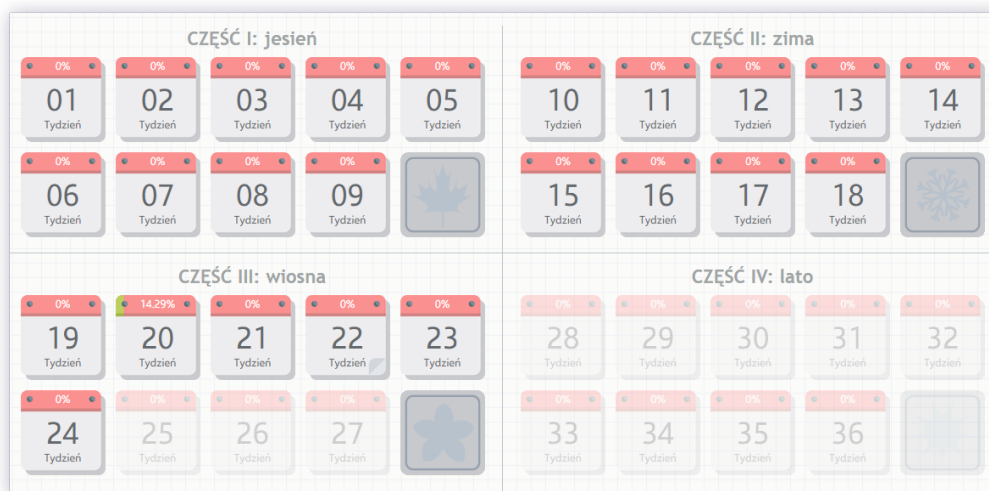 CZĘŚĆ I: jesień
0% 0% 0% 0% 0%
01 02 03 04 05
Tydzień Tydzień Tydzień Tydzień Tydzień
0% 0% 0% 0%
06 07 08 09
Tydzień Tydzień Tydzień Tydzień
CZĘŚĆ II: zima
0% 0% 0% 0% 0%
10 11 12 13 14
Tydzień Tydzień Tydzień Tydzień Tydzień
0% 0% 0% 0%
15 16 17 18
Tydzień Tydzień Tydzień Tydzień
CZĘŚĆ III: wiosna
0% 14.29% 0% 0% 0%
19 20 21 22 23
Tydzień Tydzień Tydzień Tydzień Tydzień
0% 0% 0% 0%
24 25 26 27
Tydzień Tydzień Tydzień Tydzień
CZĘŚĆ IV: lato
0% 0% 0% 0% 0%
28 29 30 31 32
Tydzień Tydzień Tydzień Tydzień Tydzień
0% 0% 0% 0%
33 34 35 36
Tydzień Tydzień Tydzień Tydzień